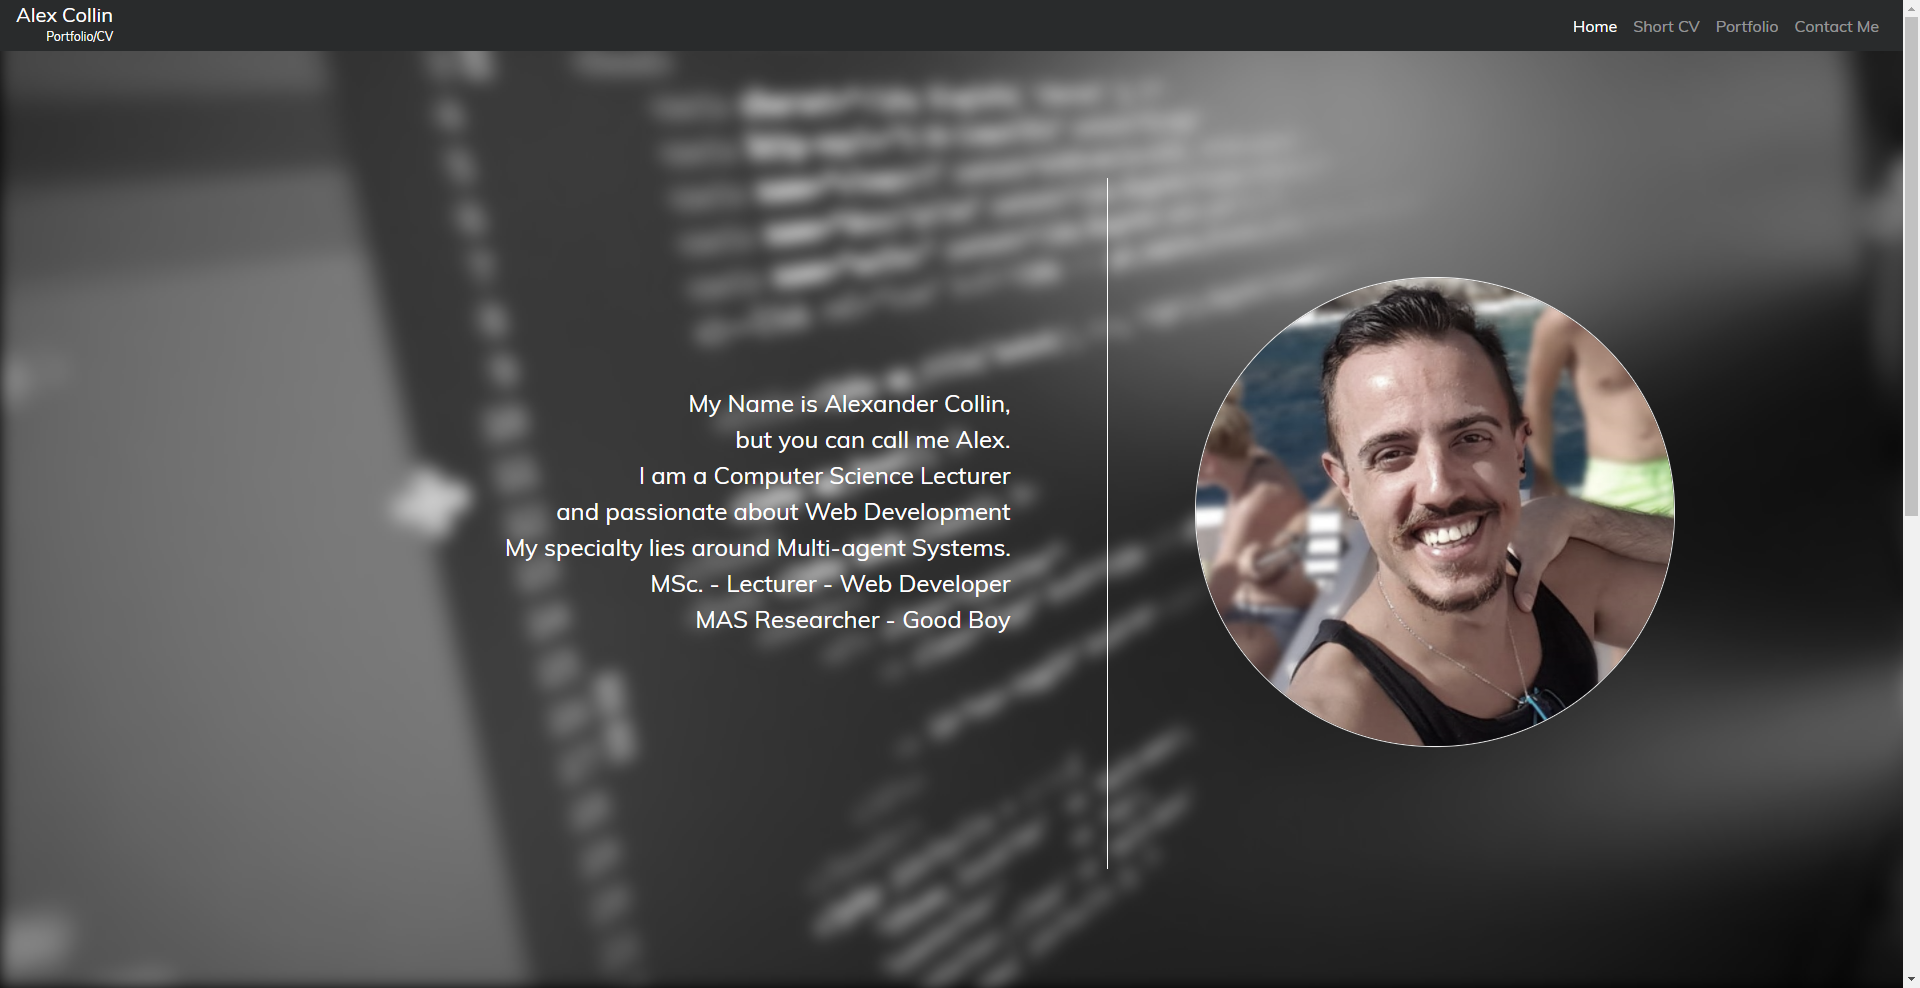 Alex Collin
Portfolio/CV
Home Short CV Portfolio Contact Me
My Name is Alexander Collin,
but you can call me Alex.
I am a Computer Science Lecturer
and passionate about Web Development
My specialty lies around Multi-agent Systems.
MSc. - Lecturer - Web Developer
MAS Researcher - Good Boy